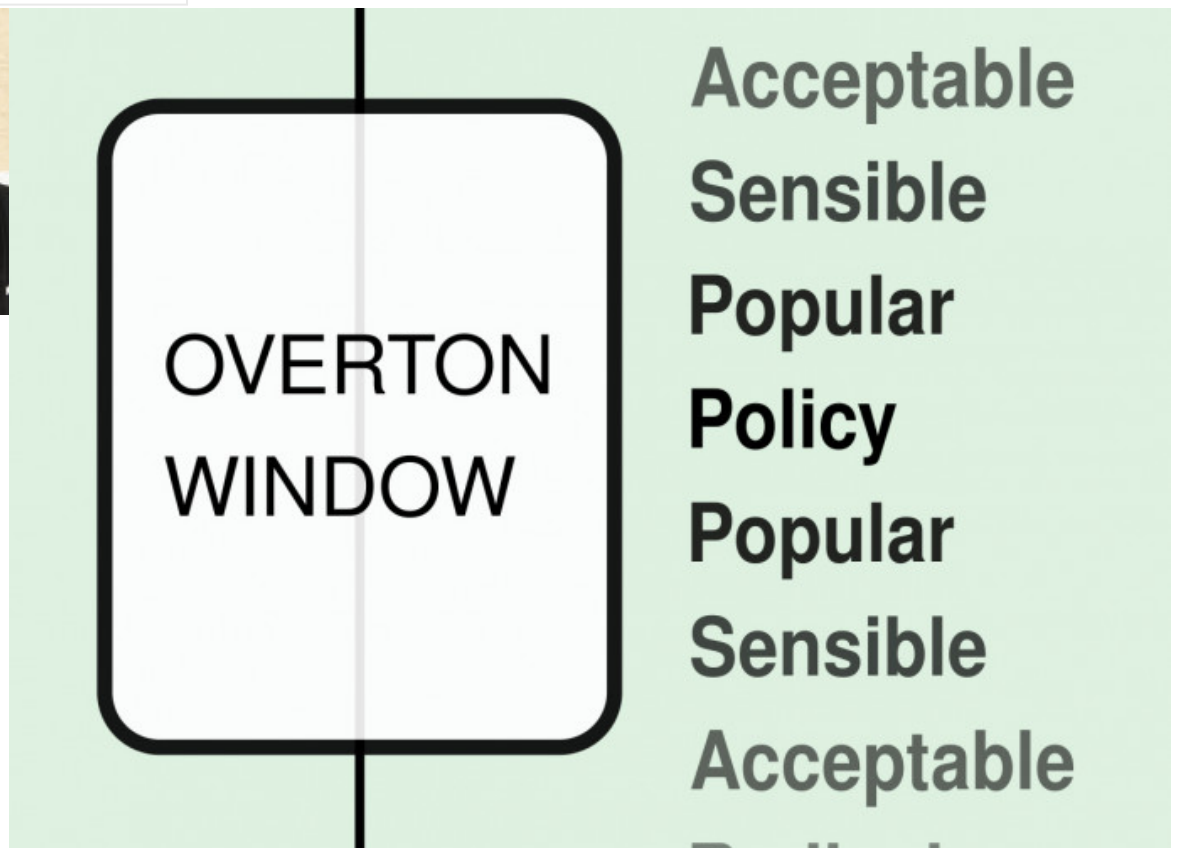 Acceptable
Sensible
Popular
OVERTON
Policy
WINDOW
Popular
Sensible
Acceptable